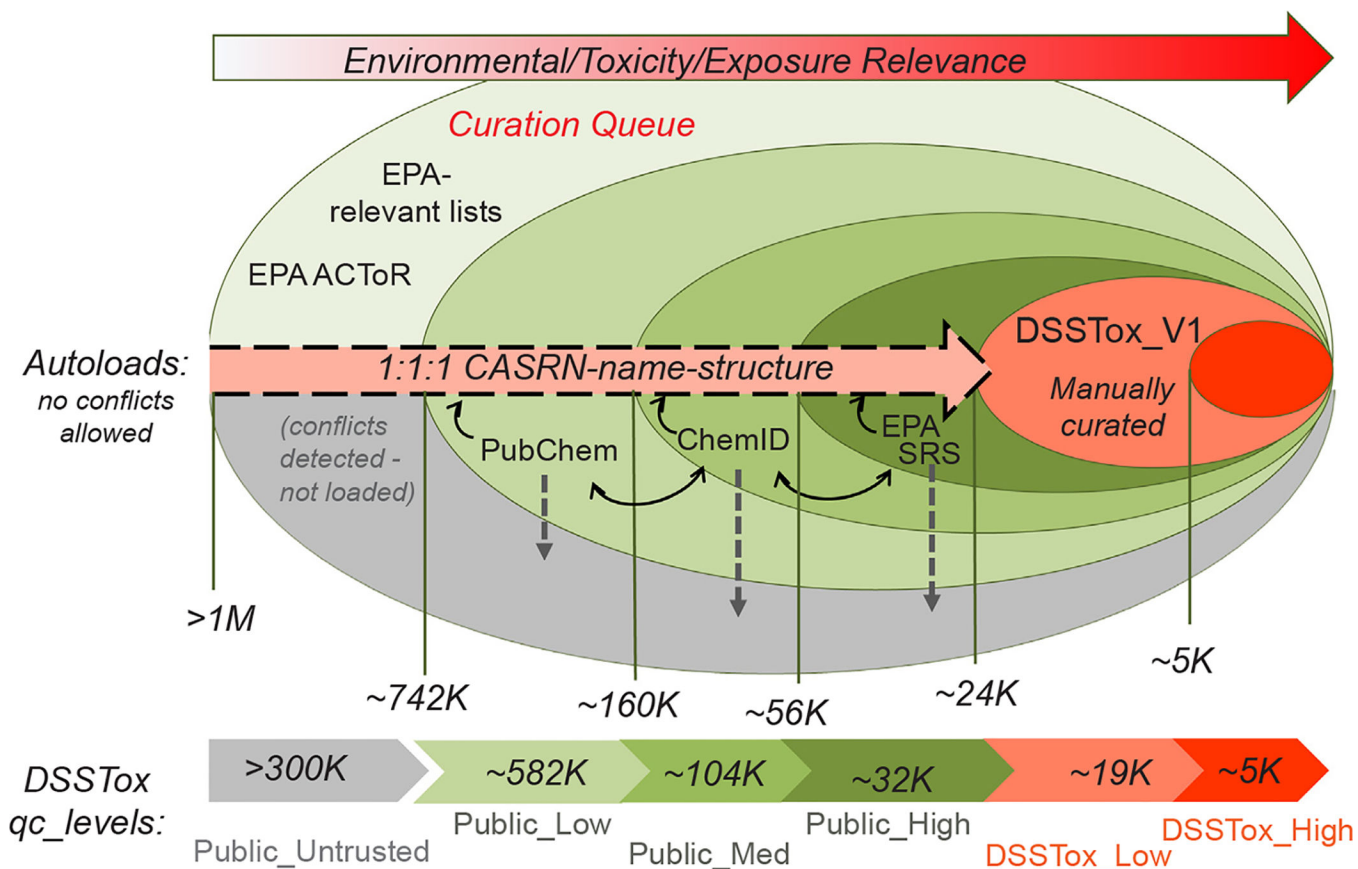 Environmental/Toxicity/Exposure Relevance
Curation Queue
EPA-
relevant lists
EPA ACToR
DSSTox_V1
Autoloads:
no conflicts
allowed
1:1:1 CASRN-name-structure
Manually
curated
(conflicts
detected -
not loaded)
PubChem
ChemID
EPA
SRS
>1M
~742K
~160K
~56K
~24K
~5K
DSSTox
qc_levels:
>300K
~582K
~104K
~32K
~19K
~5K
Public_Untrusted
Public_Low
Public_Med
Public_High
DSSTox_Low
DSSTox_High